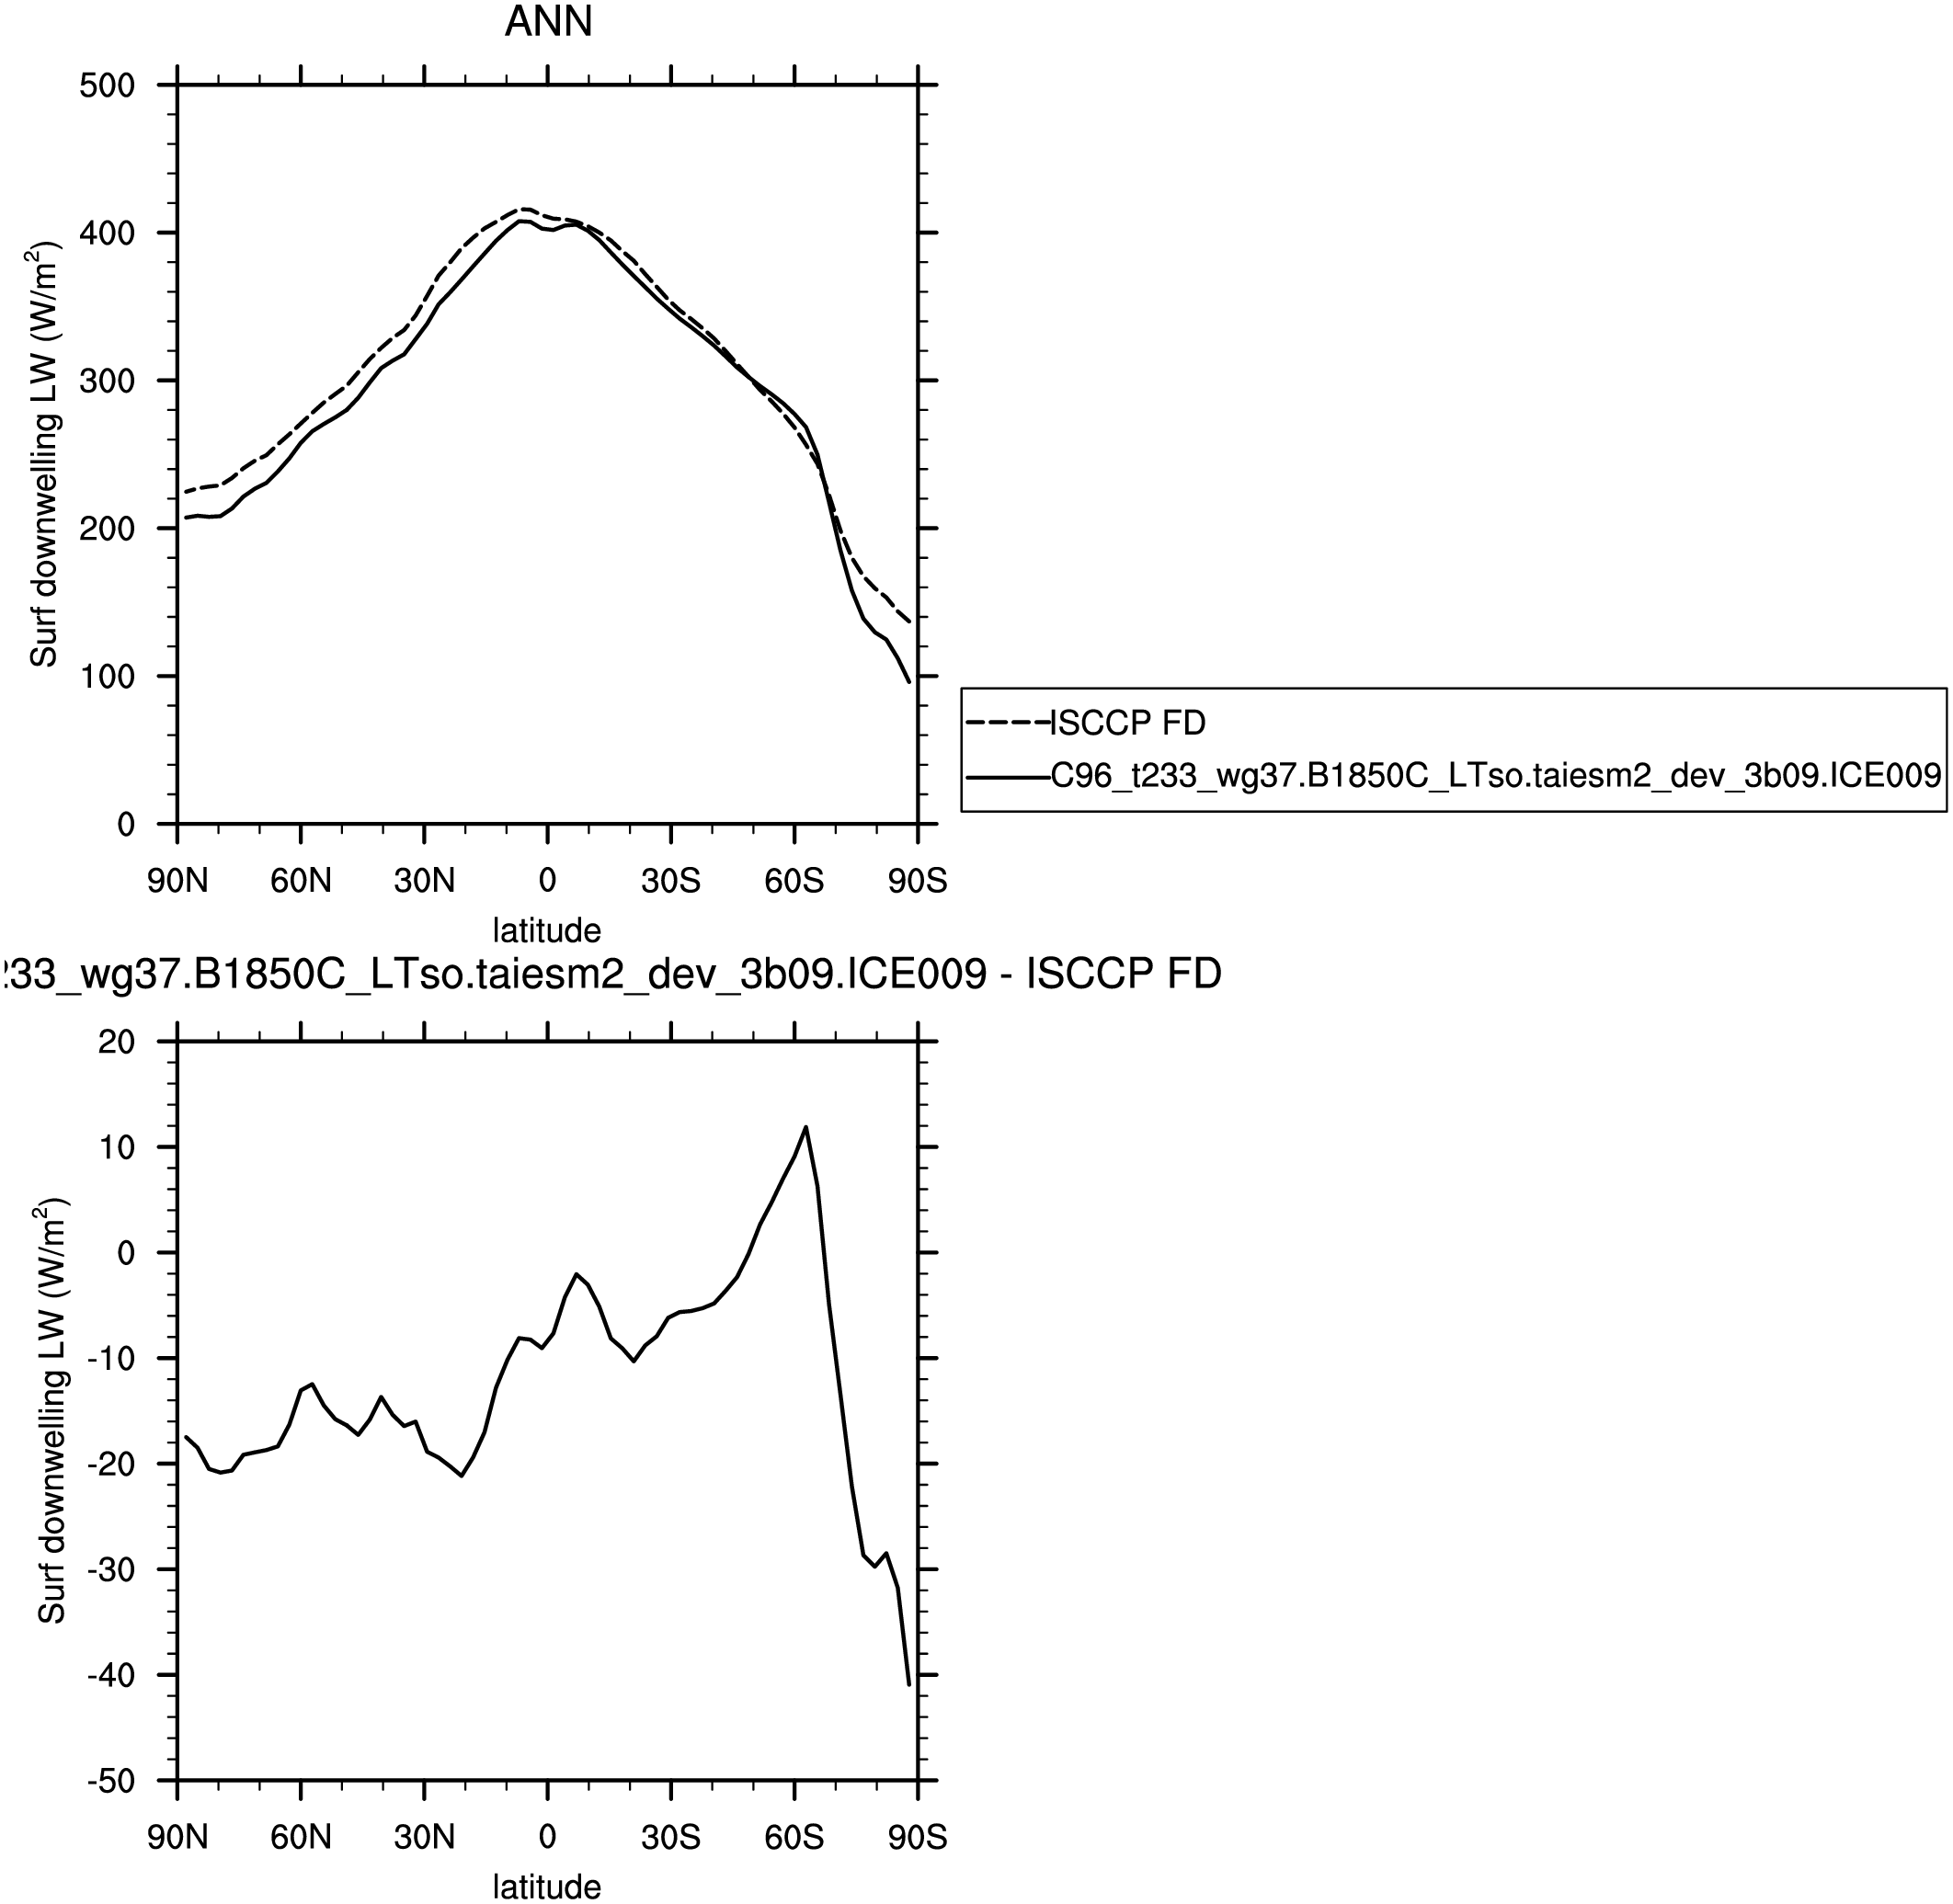 ANN
Surf downwelling LW (W/m²)
500
400
300
200
100
0
90N 60N 30N 0 30S 60S 90S
latitude
ISCCP FD
C96_t233_wg37.B1850C_LTso.taiesm2_dev_3b09.ICE009
33_wg37.B1850C_LTso.taiesm2_dev_3b09.ICE009 - ISCCP FD
Surf downwelling LW (W/m²)
20
10
0
-10
-20
-30
-40
-50
90N 60N 30N 0 30S 60S 90S
latitude